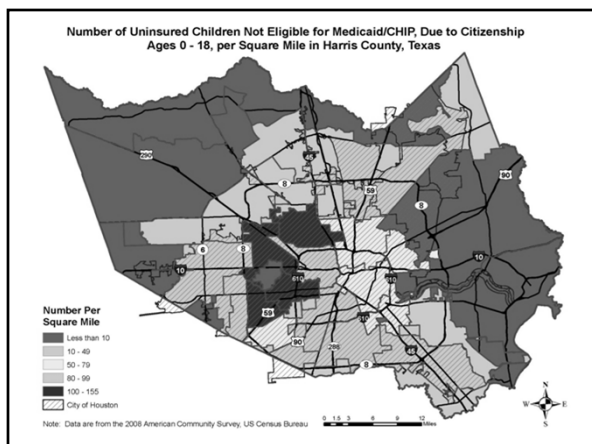 Number of Uninsured Children Not Eligible for Medicaid/CHIP, Due to Citizenship
Ages 0 - 18, per Square Mile in Harris County, Texas
290
45
59
8
90
8
6
8
10
610
10
610
59
90
288
8
45
Number Per
Square Mile
Less than 10
10 - 49
50 - 79
80 - 99
100 - 155
City of Houston
N
W
E
S
0
1.5
3
6
9
12
Miles
Note: Data are from the 2008 American Community Survey, US Census Bureau